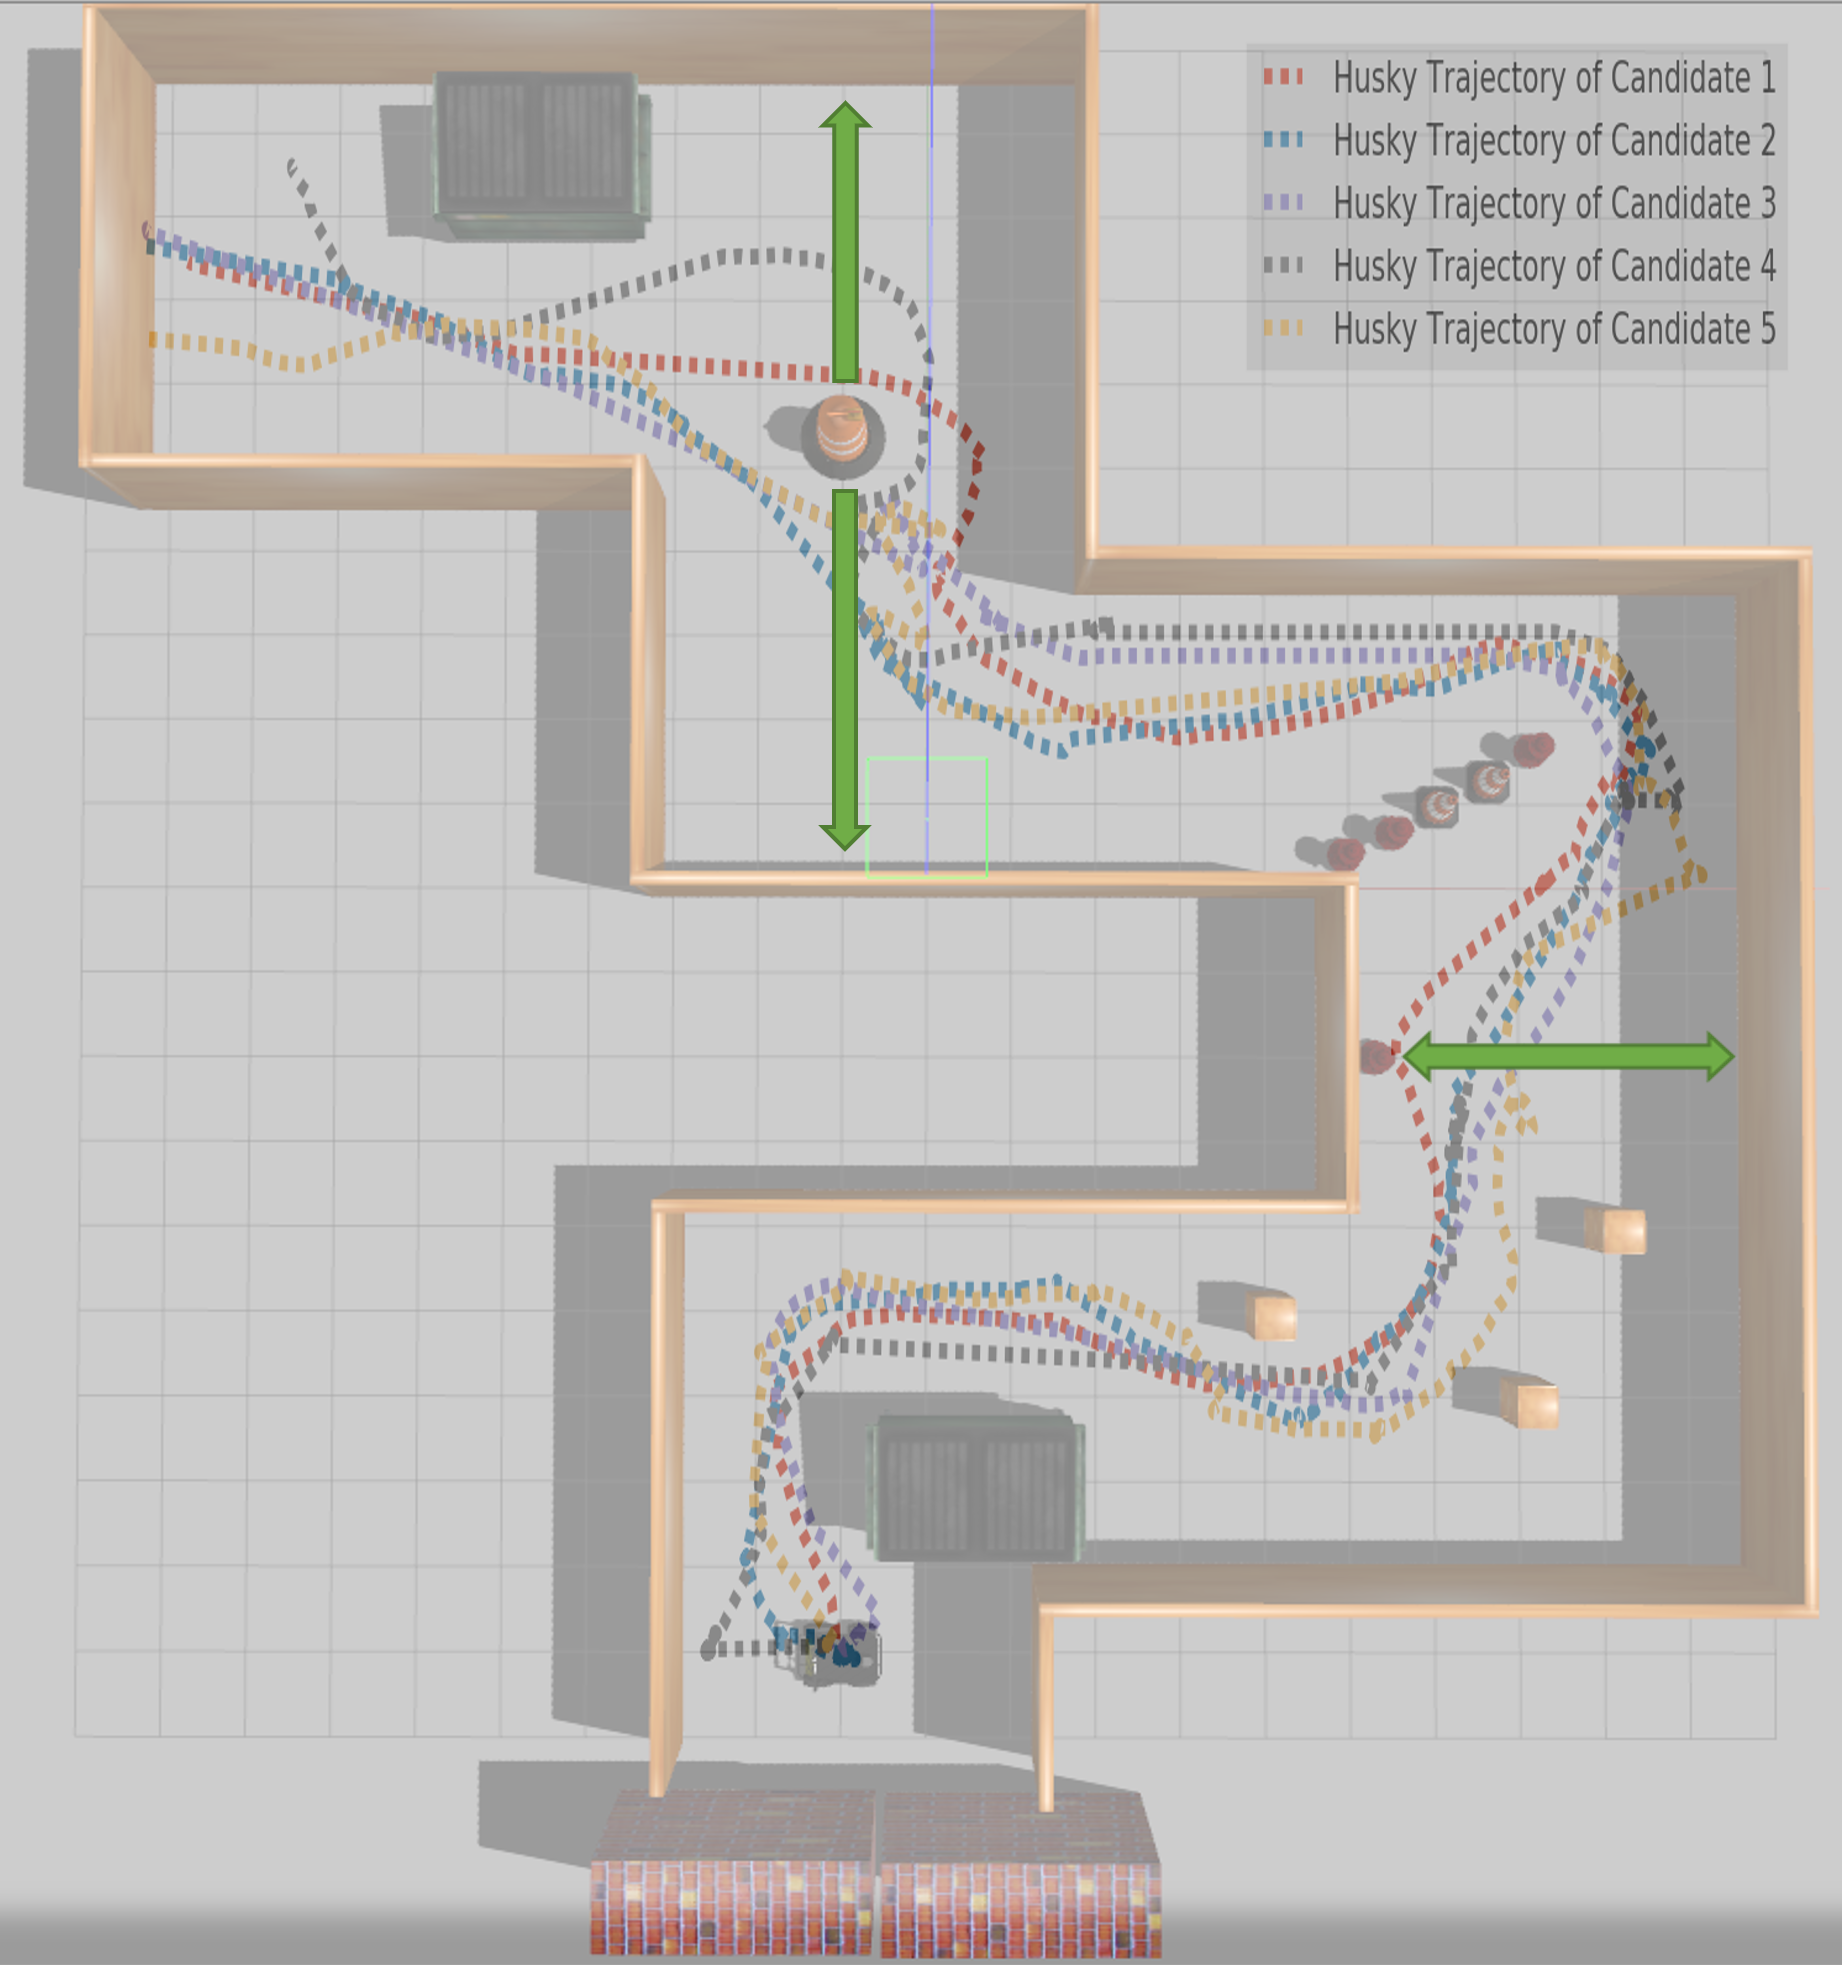 Husky Trajectory of Candidate 1
Husky Trajectory of Candidate 2
Husky Trajectory of Candidate 3
Husky Trajectory of Candidate 4
Husky Trajectory of Candidate 5